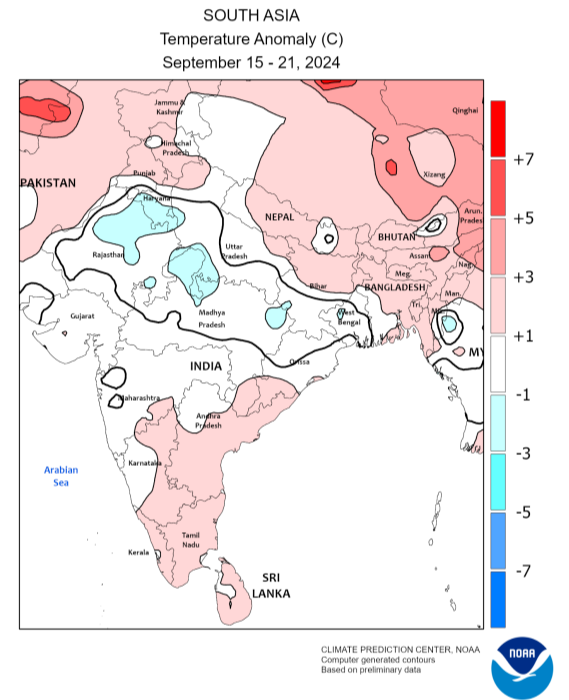 SOUTH ASIA
Temperature Anomaly (C)
September 15 - 21, 2024
Jammu &
Kashmir
Qinghai
Himachal
Pradesh
Punjab
Xizang
PAKISTAN
Haryana
NEPAL
Arun.
Prades
BHUTAN
Uttar
Pradesh
Rajasthan
Assam
Nag.
Meg.
Bihar
BANGLADESH
Man.
Tri.
Gujarat
Madhya
Pradesh
West
Bengal
MY
INDIA
Orissa
Maharashtra
Andhra
Pradesh
Karnataka
Arabian
Sea
Tamil
Nadu
Kerala
SRI
LANKA
+7
+5
+3
+1
-1
-3
-5
-7
CLIMATE PREDICTION CENTER, NOAA
Computer generated contours
Based on preliminary data
NOAA